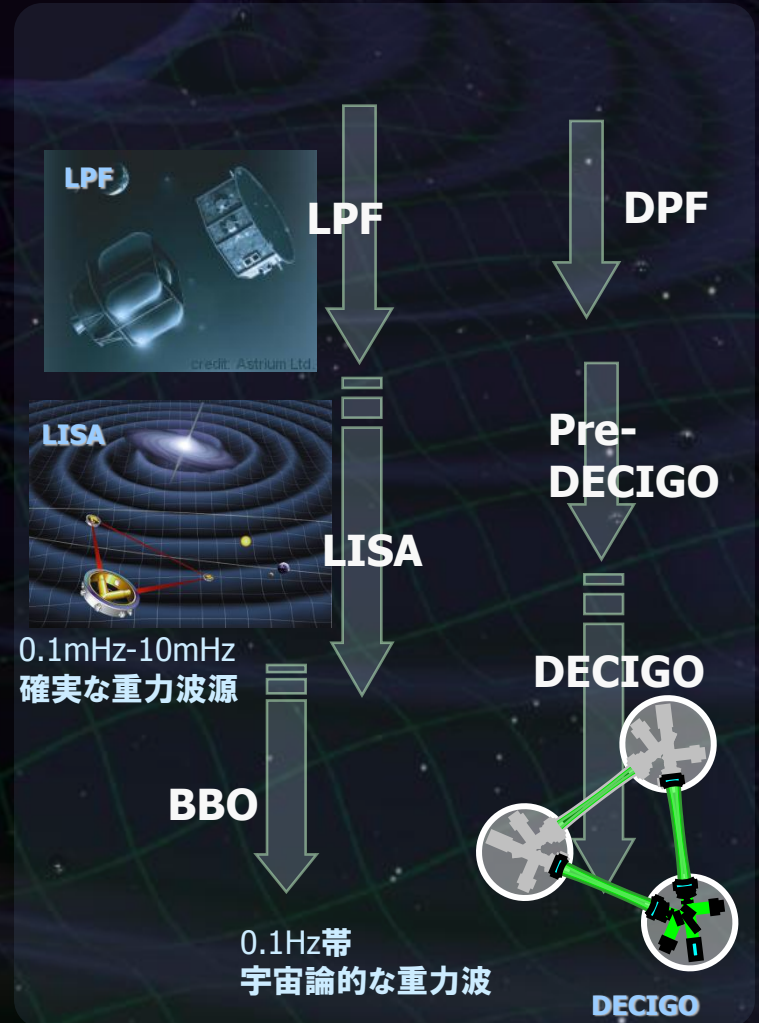 LPF
LPF
DPF
credit: Astrium Ltd.
LISA
Pre-
DECIGO
LISA
0.1mHz-10mHz
確実な重力波源
DECIGO
BBO
0.1Hz帯
宇宙論的な重力波
DECIGO